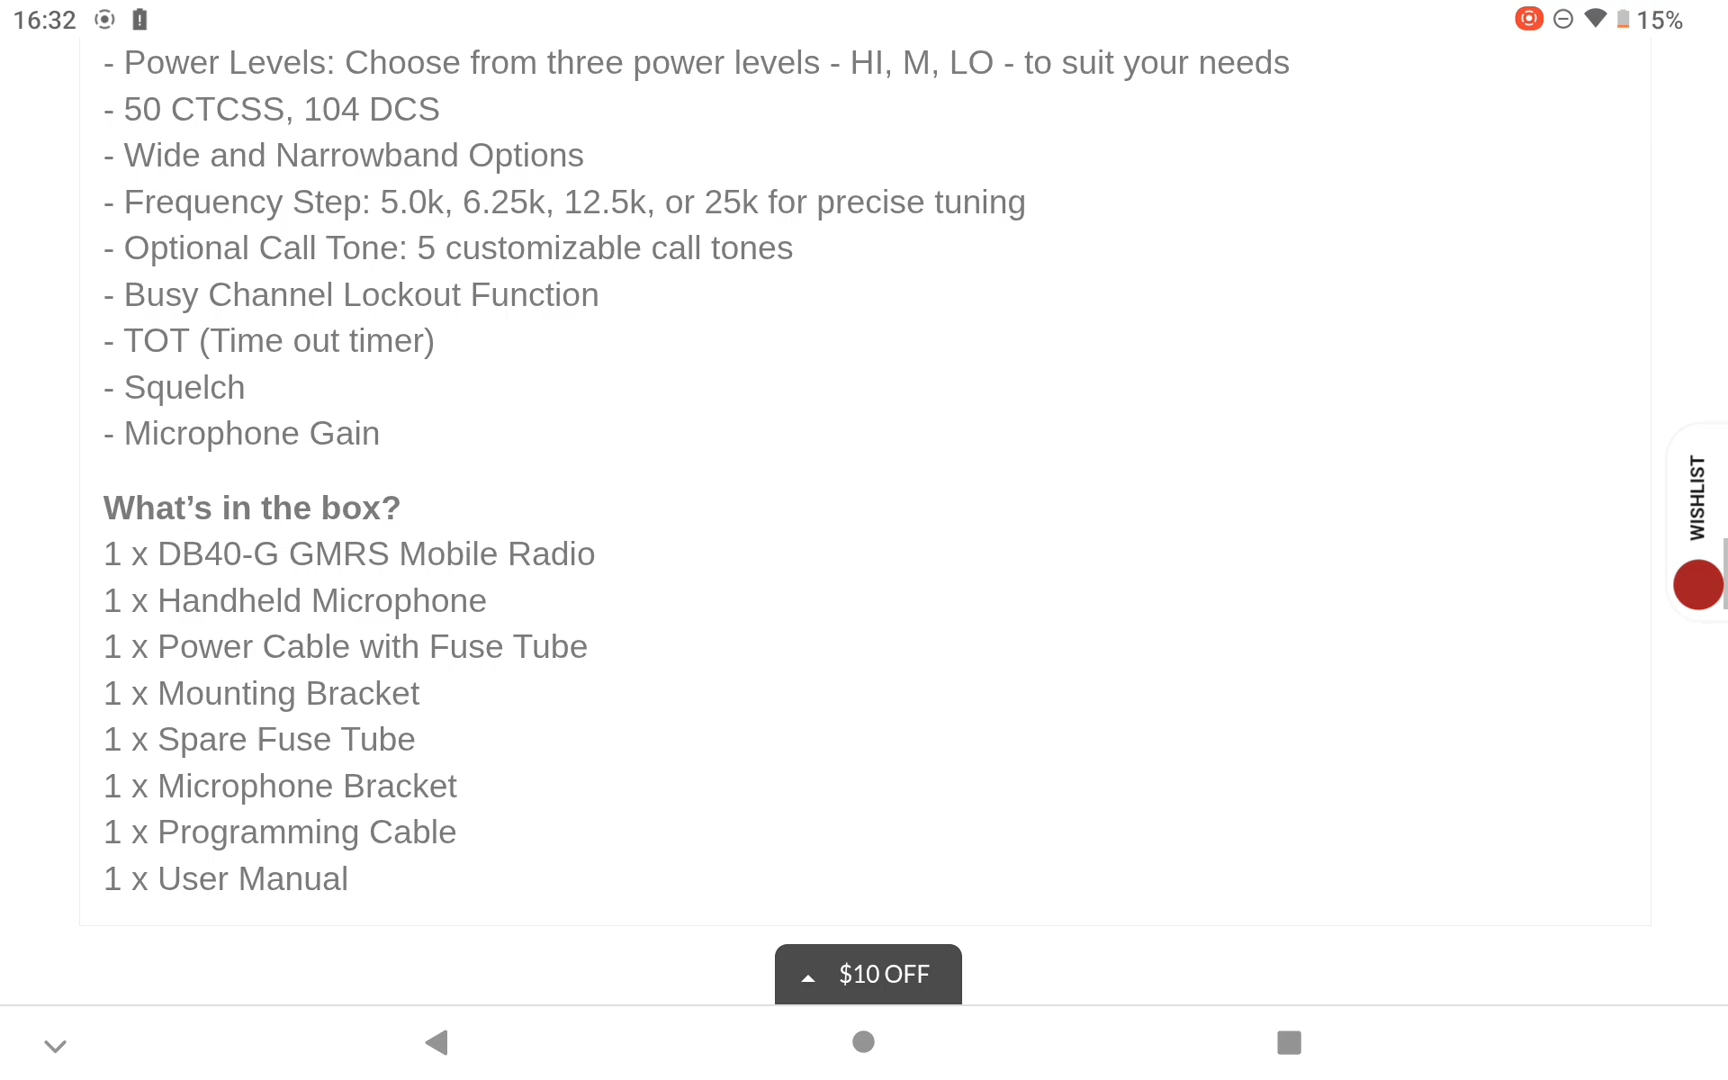 16:32
15%
- Power Levels: Choose from three power levels - HI, M, LO - to suit your needs
- 50 CTCSS, 104 DCS
- Wide and Narrowband Options
- Frequency Step: 5.0k, 6.25k, 12.5k, or 25k for precise tuning
- Optional Call Tone: 5 customizable call tones
- Busy Channel Lockout Function
- TOT (Time out timer)
- Squelch
- Microphone Gain
WISHLIST
What’s in the box?
1 x DB40-G GMRS Mobile Radio
1 x Handheld Microphone
1 x Power Cable with Fuse Tube
1 x Mounting Bracket
1 x Spare Fuse Tube
1 x Microphone Bracket
1 x Programming Cable
1 x User Manual
$10 OFF